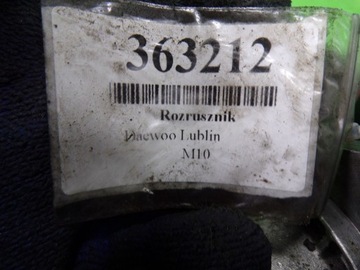 363212
Rozrusznik
Daewoo Lublin
M10